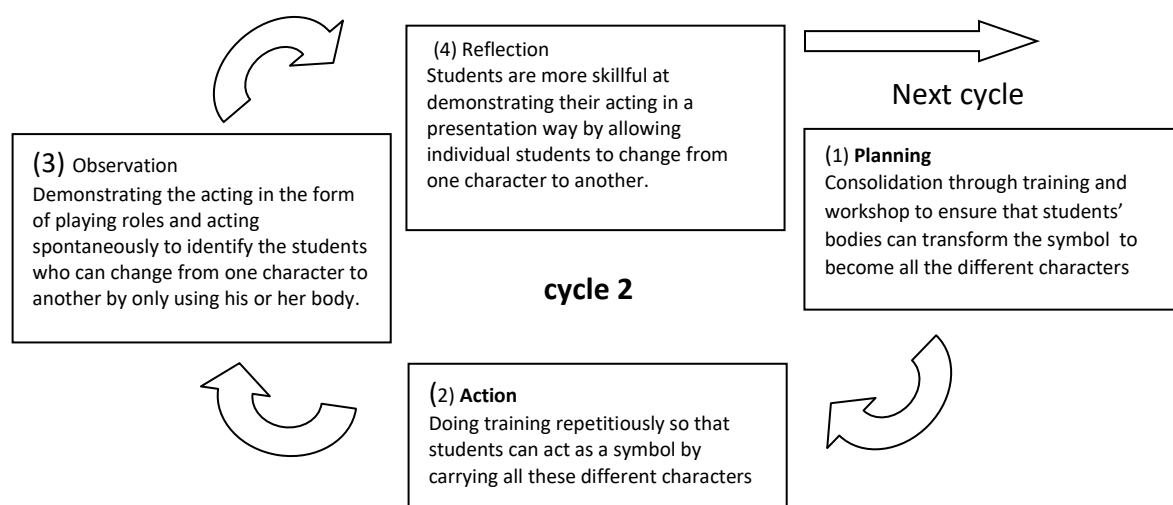 (4) Reflection
Students are more skillful at
demonstrating their acting in a
presentation way by allowing
individual students to change from
one character to another.
Next cycle
(3) Observation
Demonstrating the acting in the form
of playing roles and acting
spontaneously to identify the students
who can change from one character to
another by only using his or her body.
(1) Planning
Consolidation through training and
workshop to ensure that students’
bodies can transform the symbol to
become all the different characters
cycle 2
(2) Action
Doing training repetitiously so that
students can act as a symbol by
carrying all these different characters